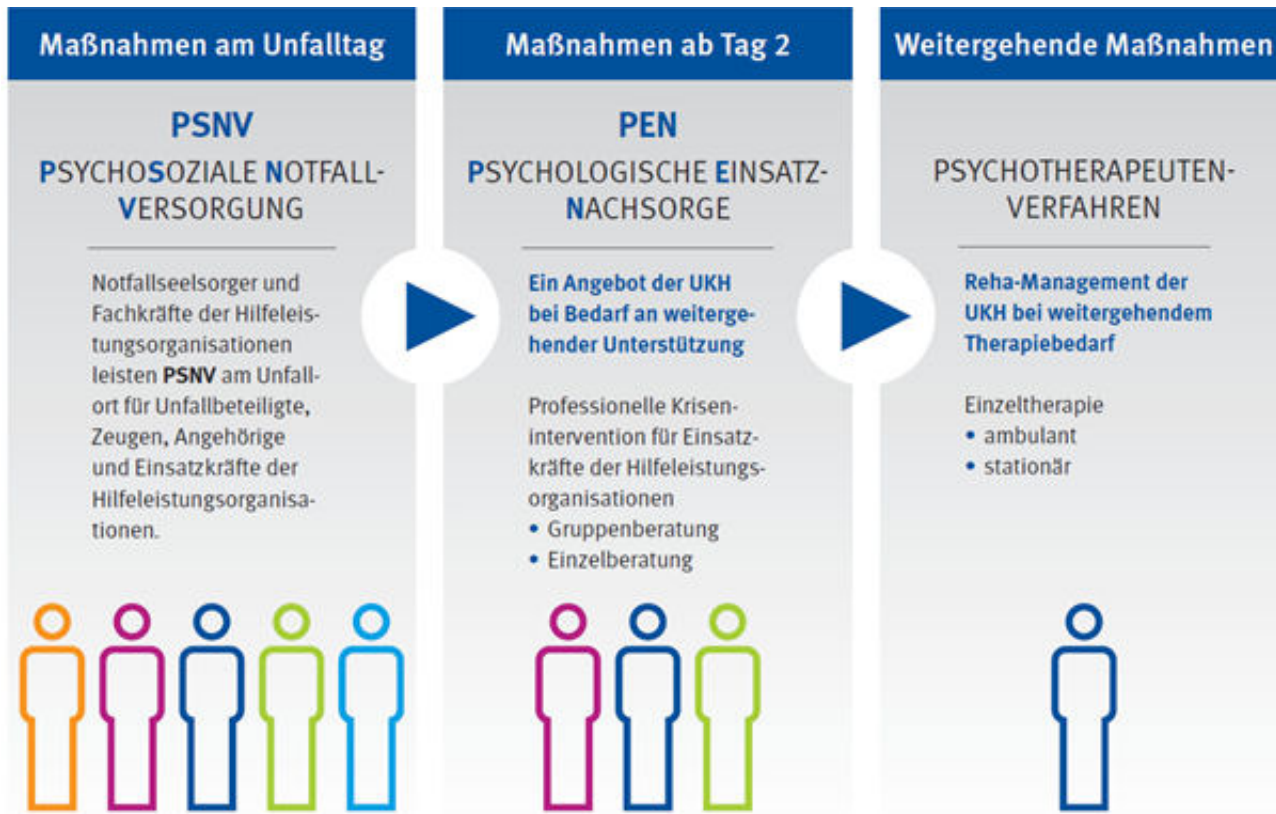 Maßnahmen am Unfalltag
PSNV
PSYCHOSOZIALE NOTFALL-
VERSORGUNG
Notfallseelsorger und
Fachkräfte der Hilfeleis-
tungsorganisationen
leisten PSNV am Unfall-
ort für Unfallbeteiligte,
Zeugen, Angehörige
und Einsatzkräfte der
Hilfeleistungsorganisa-
tionen.
Maßnahmen ab Tag 2
PEN
PSYCHOLOGISCHE EINSATZ-
NACHSORGE
Ein Angebot der UKH
bei Bedarf an weiterge-
hender Unterstützung
Professionelle Krisen-
intervention für Einsatz-
kräfte der Hilfeleistungs-
organisationen
• Gruppenberatung
• Einzelberatung
Weitergehende Maßnahmen
PSYCHOTHERAPEUTEN-
VERFAHREN
Reha-Management der
UKH bei weitergehendem
Therapiebedarf
Einzeltherapie
• ambulant
• stationär